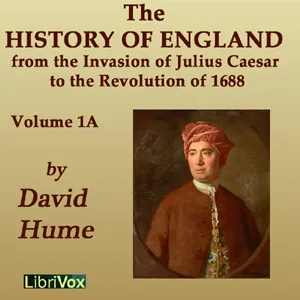 The
HISTORY OF ENGLAND
from the Invasion of Julius Caesar
to the Revolution of 1688
Volume 1A
by
David
Hume
LibriVox